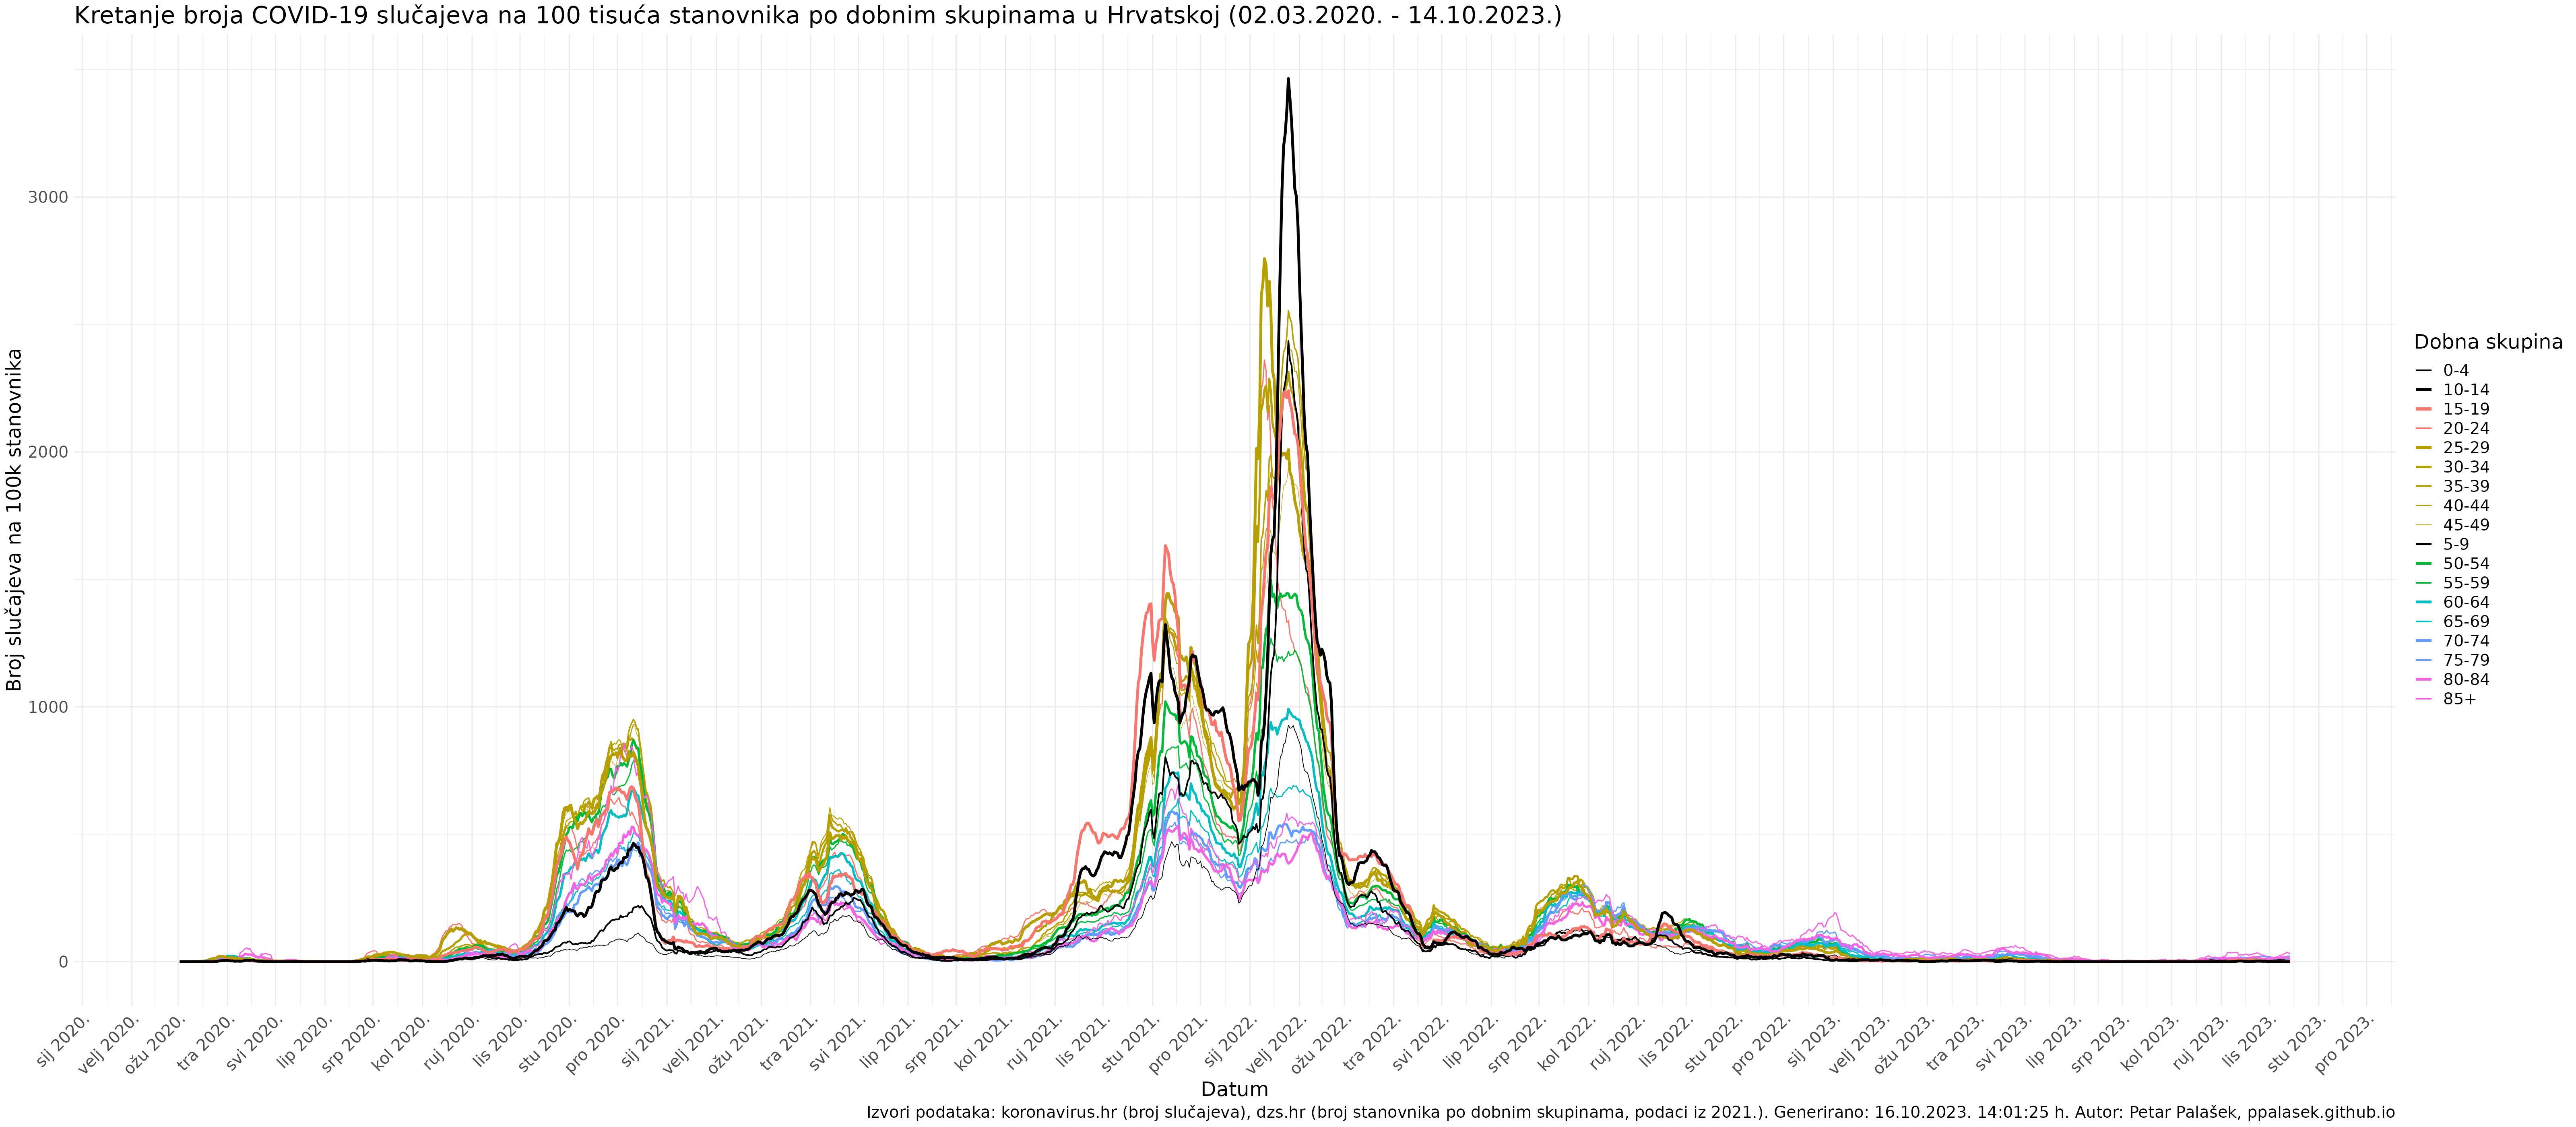 Kretanje broja COVID-19 slučajeva na 100 tisuća stanovnika po dobnim skupinama u Hrvatskoj (02.03.2020. - 14.10.2023.)
Broj slučajeva na 100k stanovnika
3000
2000
1000
0
sij 2020.
velj 2020.
ožu 2020.
tra 2020.
svi 2020.
lip 2020.
srp 2020.
kol 2020.
ruj 2020.
lis 2020.
stu 2020.
pro 2020.
sij 2021.
velj 2021.
ožu 2021.
tra 2021.
svi 2021.
lip 2021.
srp 2021.
kol 2021.
ruj 2021.
lis 2021.
stu 2021.
pro 2021.
sij 2022.
velj 2022.
ožu 2022.
tra 2022.
svi 2022.
lip 2022.
srp 2022.
kol 2022.
ruj 2022.
lis 2022.
stu 2022.
pro 2022.
sij 2023.
velj 2023.
ožu 2023.
tra 2023.
svi 2023.
lip 2023.
srp 2023.
kol 2023.
ruj 2023.
lis 2023.
stu 2023.
pro 2023.
Datum
Dobna skupina
0-4
10-14
15-19
20-24
25-29
30-34
35-39
40-44
45-49
5-9
50-54
55-59
60-64
65-69
70-74
75-79
80-84
85+
Izvori podataka: koronavirus.hr (broj slučajeva), dzs.hr (broj stanovnika po dobnim skupinama, podaci iz 2021.). Generirano: 16.10.2023. 14:01:25 h. Autor: Petar Palašek, ppalasek.github.io